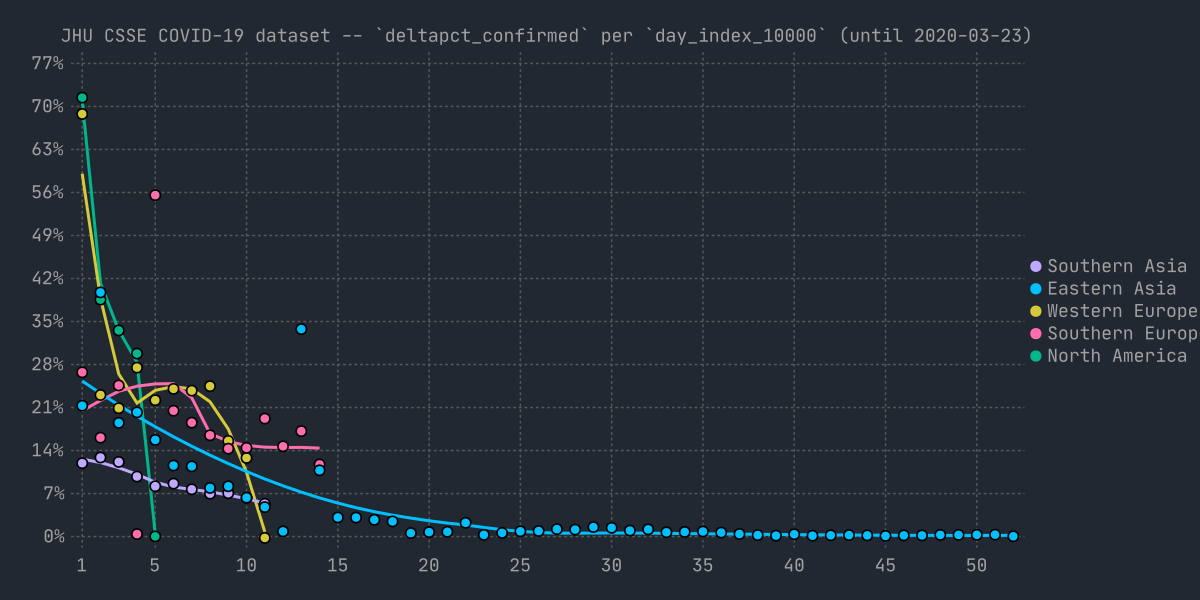 JHU CSSE COVID-19 dataset -- `deltapct_confirmed` per `day_index_10000` (until 2020-03-23)
77%
70%
63%
56%
49%
42%
35%
28%
21%
14%
7%
0%
1 5 10 15 20 25 30 35 40 45 50
Southern Asia
Eastern Asia
Western Europe
Southern Europ
North America